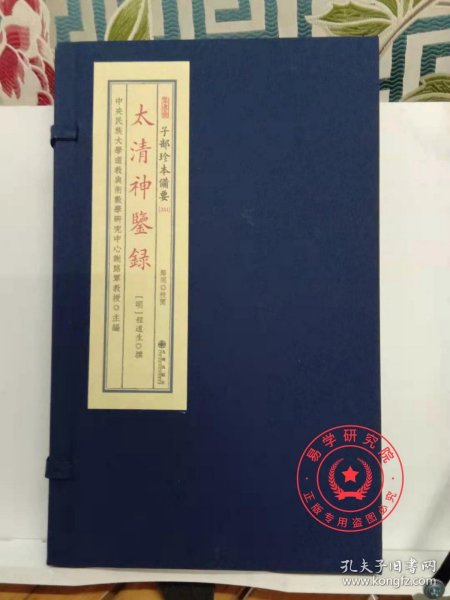 子部珍本備要
太清神鑒録
中央民族大學道教與術數學研究中心謝路軍教授◎主編
[明]程道生◎撰
易学研究院
正版专用盗图必究
孔夫子旧书网
www.kongfz.com